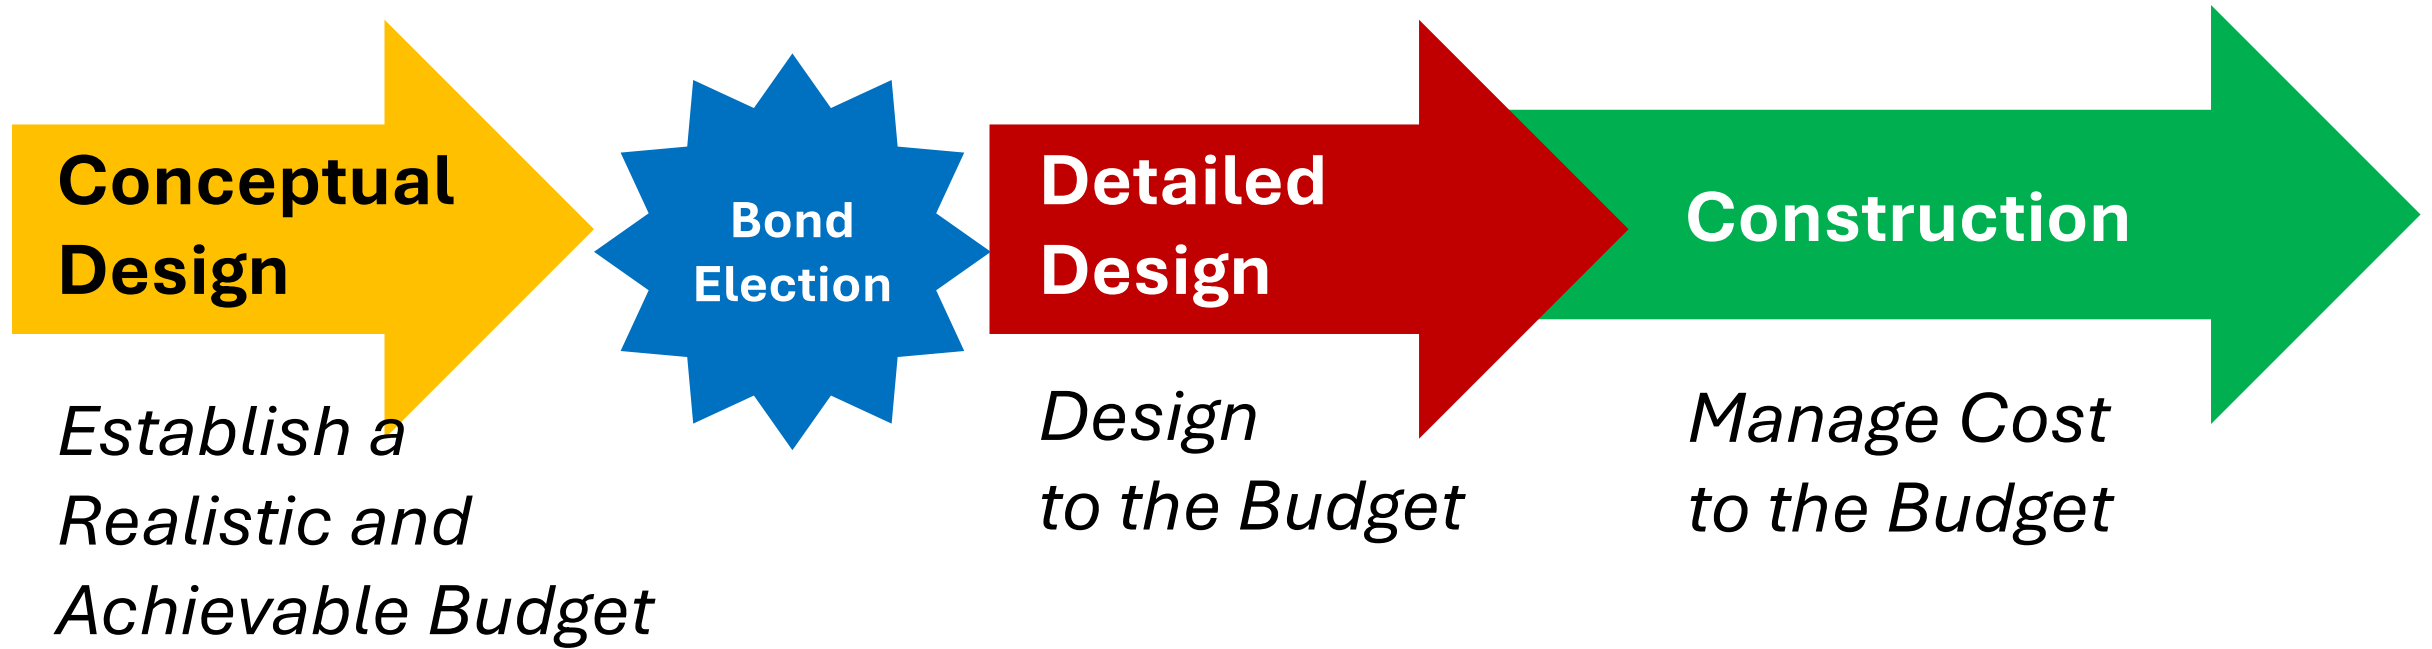 Conceptual
Design
Bond
Election
Detailed
Design
Construction
Establish a
Realistic and
Achievable Budget
Design
to the Budget
Manage Cost
to the Budget